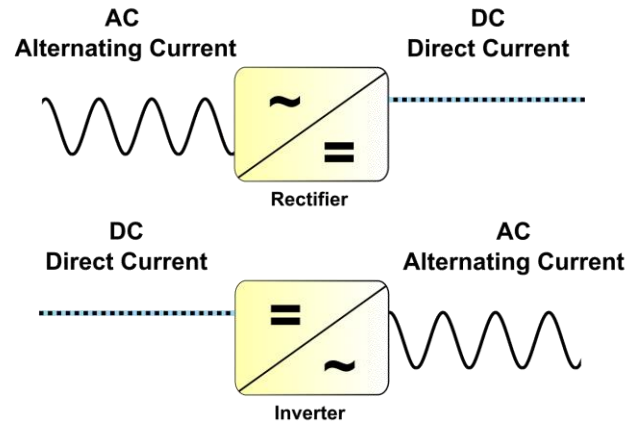 AC
Alternating Current
DC
Direct Current
~
=
Rectifier
DC
Direct Current
AC
Alternating Current
=
~
Inverter